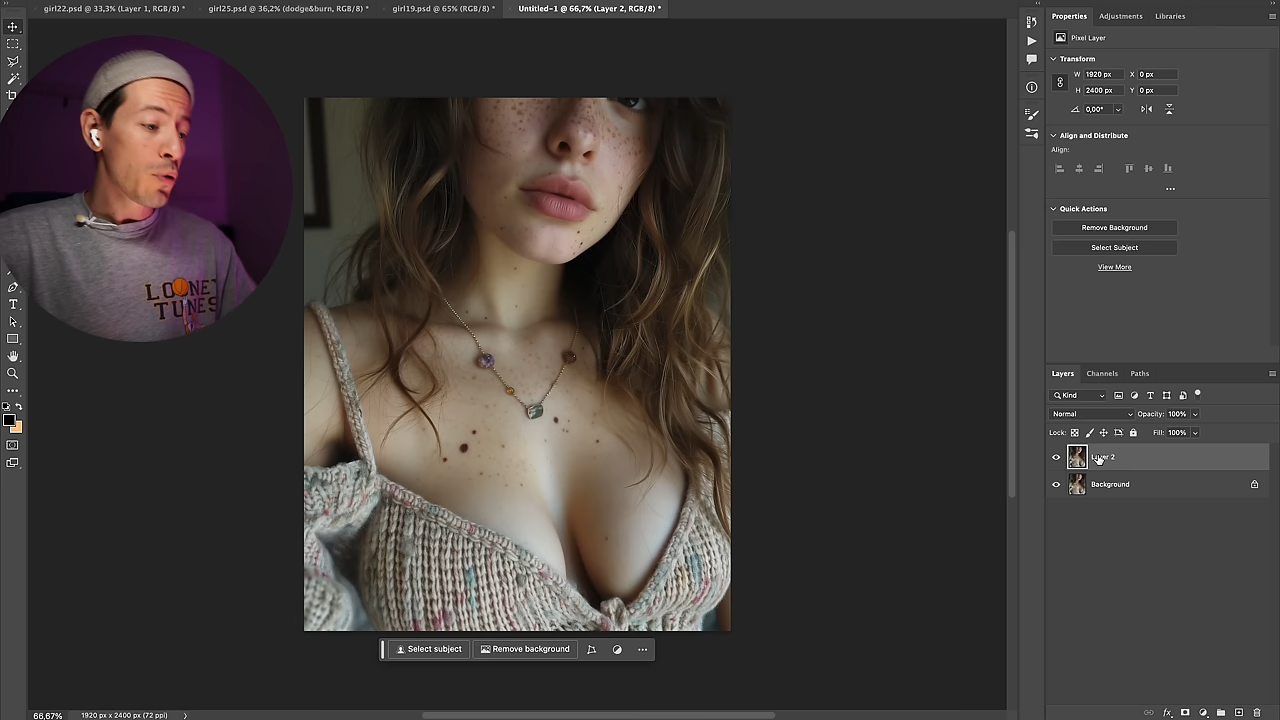 girl22.psd @ 33,3% (Layer 1, RGB/8) *
girl25.psd @ 36,2% (dodge&burn, RGB/8) *
girl19.psd @ 65% (RGB/8) *
Untitled-1 @ 66,7% (Layer 2, RGB/8) *
Properties
Adjustments
Libraries
Pixel Layer
Transform
W 1920 px X 0 px
H 2400 px Y 0 px
0,00°
Align and Distribute
Align:
Quick Actions
Remove Background
Select Subject
View More
LOONEY
TUNES
Layers
Channels
Paths
Kind
Normal
Opacity: 100%
Lock:
Fill: 100%
Layer 2
Background
Select subject
Remove background
66,67%
1920 px x 2400 px (72 ppi)